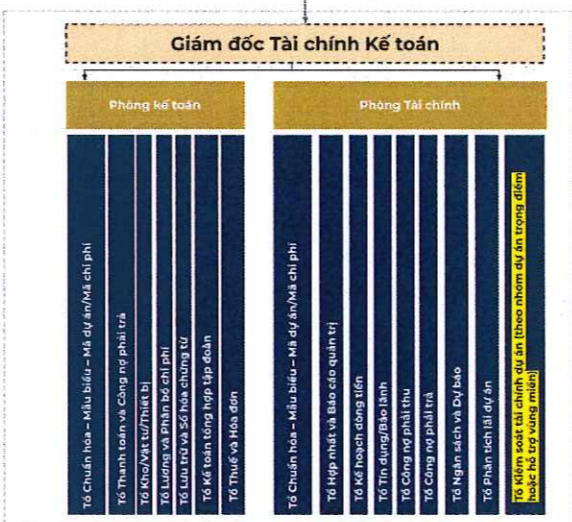 Giám đốc Tài chính Kế toán
Phòng kế toán
Phòng Tài chính
Tổ Chuẩn hóa – Mẫu biểu – Mã dự án/Mã chi phí
Tổ Thanh toán và Công nợ phải trả
Tổ Kho/Vật tư/Thiết bị
Tổ Lương và Phân bổ chi phí
Tổ Lưu trữ và Số hóa chứng từ
Tổ Kế toán tổng hợp tập đoàn
Tổ Thuế và Hóa đơn
Tổ Chuẩn hóa – Mẫu biểu – Mã dự án/Mã chi phí
Tổ Hợp nhất và Báo cáo quản trị
Tổ Kế hoạch dòng tiền
Tổ Tín dụng/Bảo lãnh
Tổ Công nợ phải thu
Tổ Công nợ phải trả
Tổ Ngân sách và Dự báo
Tổ Phân tích lãi dự án
Tổ Kiểm soát tài chính dự án (theo nhóm dự án trọng điểm
hoặc hỗ trợ vùng miền)